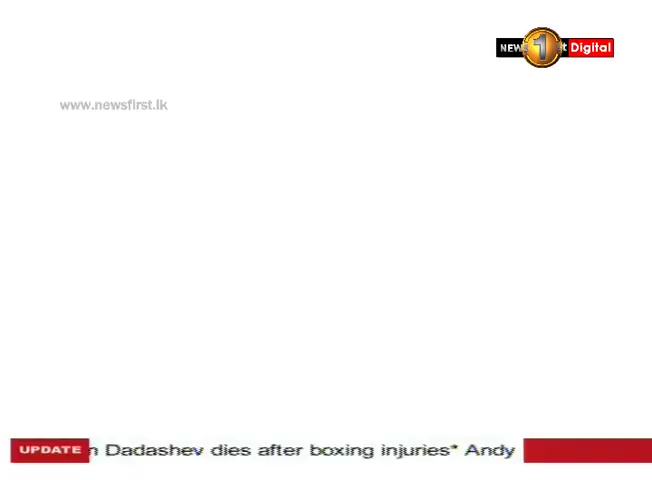 NEWS 1st Digital
www.newsfirst.lk
UPDATE n Dadashev dies after boxing injuries* Andy